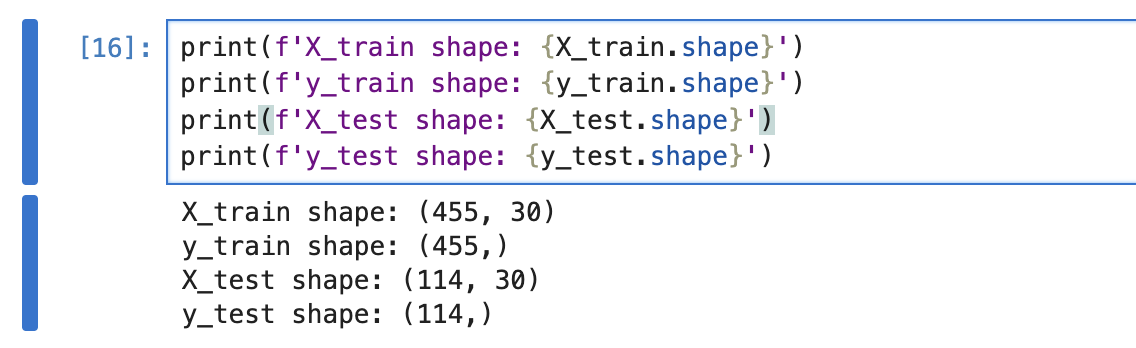 [16]: print(f'X_train shape: {X_train.shape}')
print(f'y_train shape: {y_train.shape}')
print(f'X_test shape: {X_test.shape}')
print(f'y_test shape: {y_test.shape}')
X_train shape: (455, 30)
y_train shape: (455,)
X_test shape: (114, 30)
y_test shape: (114,)